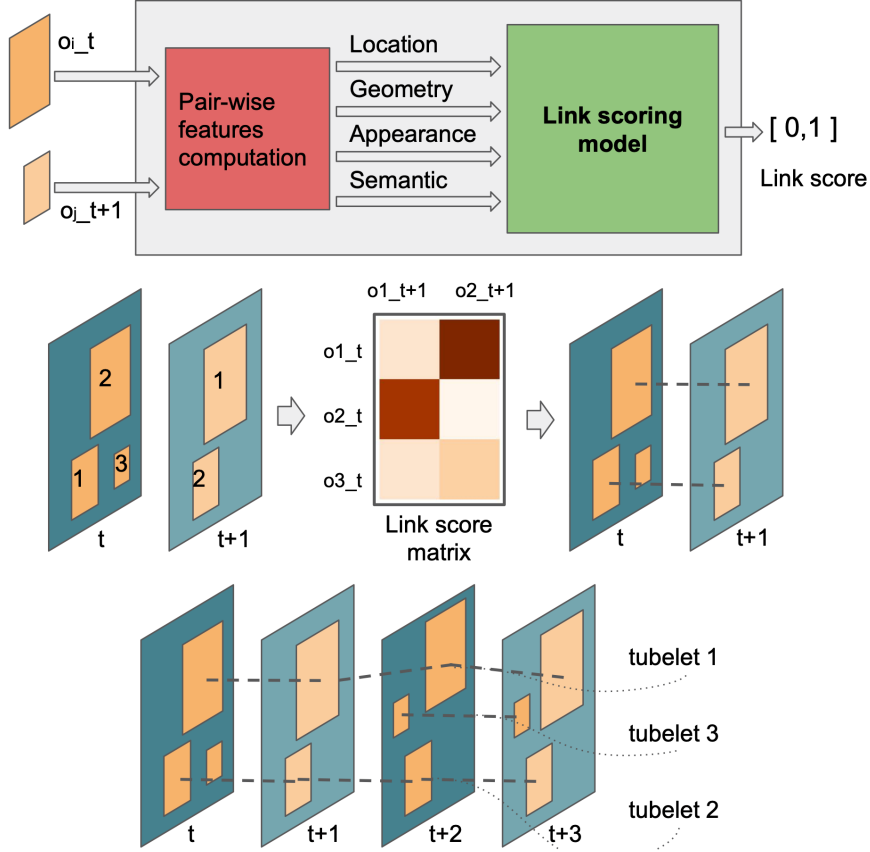 oᵢ_t
Location
Geometry
Pair-wise
features
computation
Appearance
Semantic
Link scoring
model
[ 0,1 ]
Link score
oⱼ_t+1
o1_t+1 o2_t+1
o1_t
o2_t
o3_t
2
1
1
3
2
t
t+1
Link score
matrix
t
t+1
tubelet 1
tubelet 3
tubelet 2
t
t+1
t+2
t+3